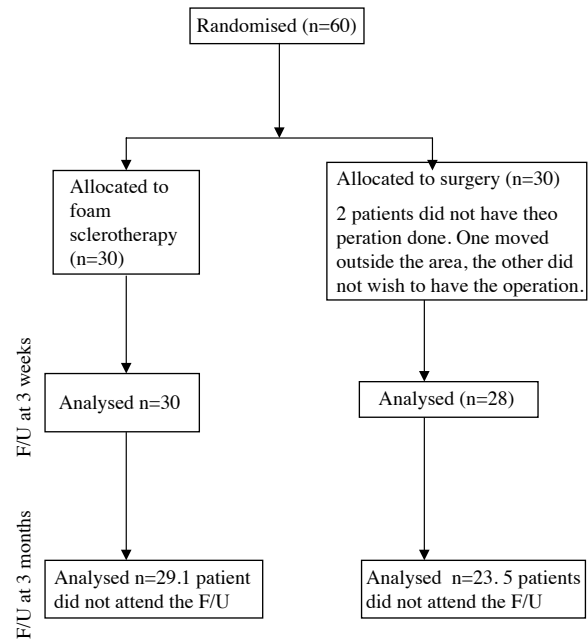 Randomised (n=60)
Allocated to
foam
sclerotherapy
(n=30)
Allocated to surgery (n=30)
2 patients did not have theo
peration done. One moved
outside the area, the other did
not wish to have the operation.
F/U at 3 weeks
Analysed n=30
Analysed (n=28)
F/U at 3 months
Analysed n=29.1 patient
did not attend the F/U
Analysed n=23. 5 patients
did not attend the F/U